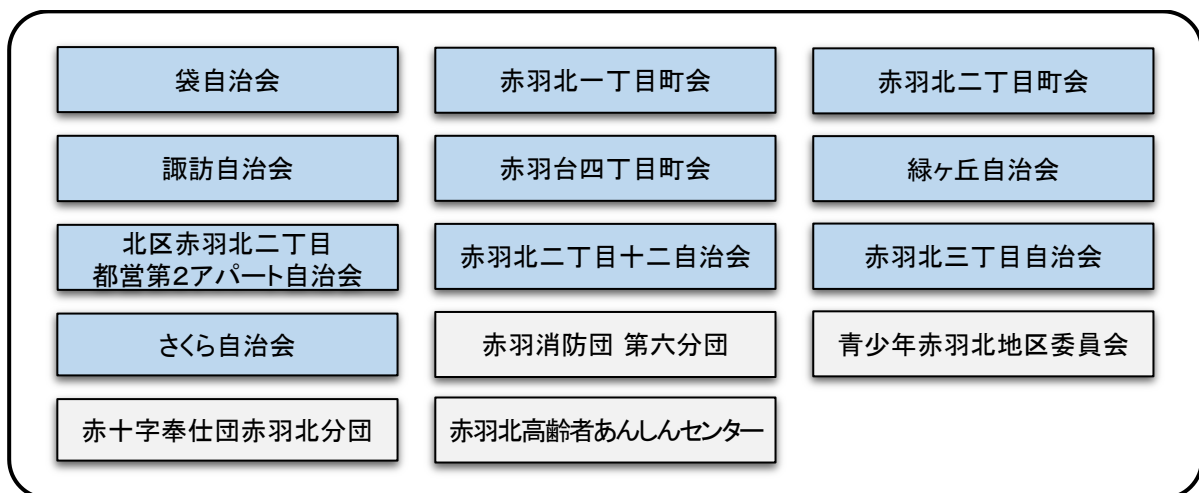 袋自治会
赤羽北一丁目町会
赤羽北二丁目町会
諏訪自治会
赤羽台四丁目町会
緑ヶ丘自治会
北区赤羽北二丁目
都営第2アパート自治会
赤羽北二丁目十二自治会
赤羽北三丁目自治会
さくら自治会
赤羽消防団 第六分団
青少年赤羽北地区委員会
赤十字奉仕団赤羽北分団
赤羽北高齢者あんしんセンター